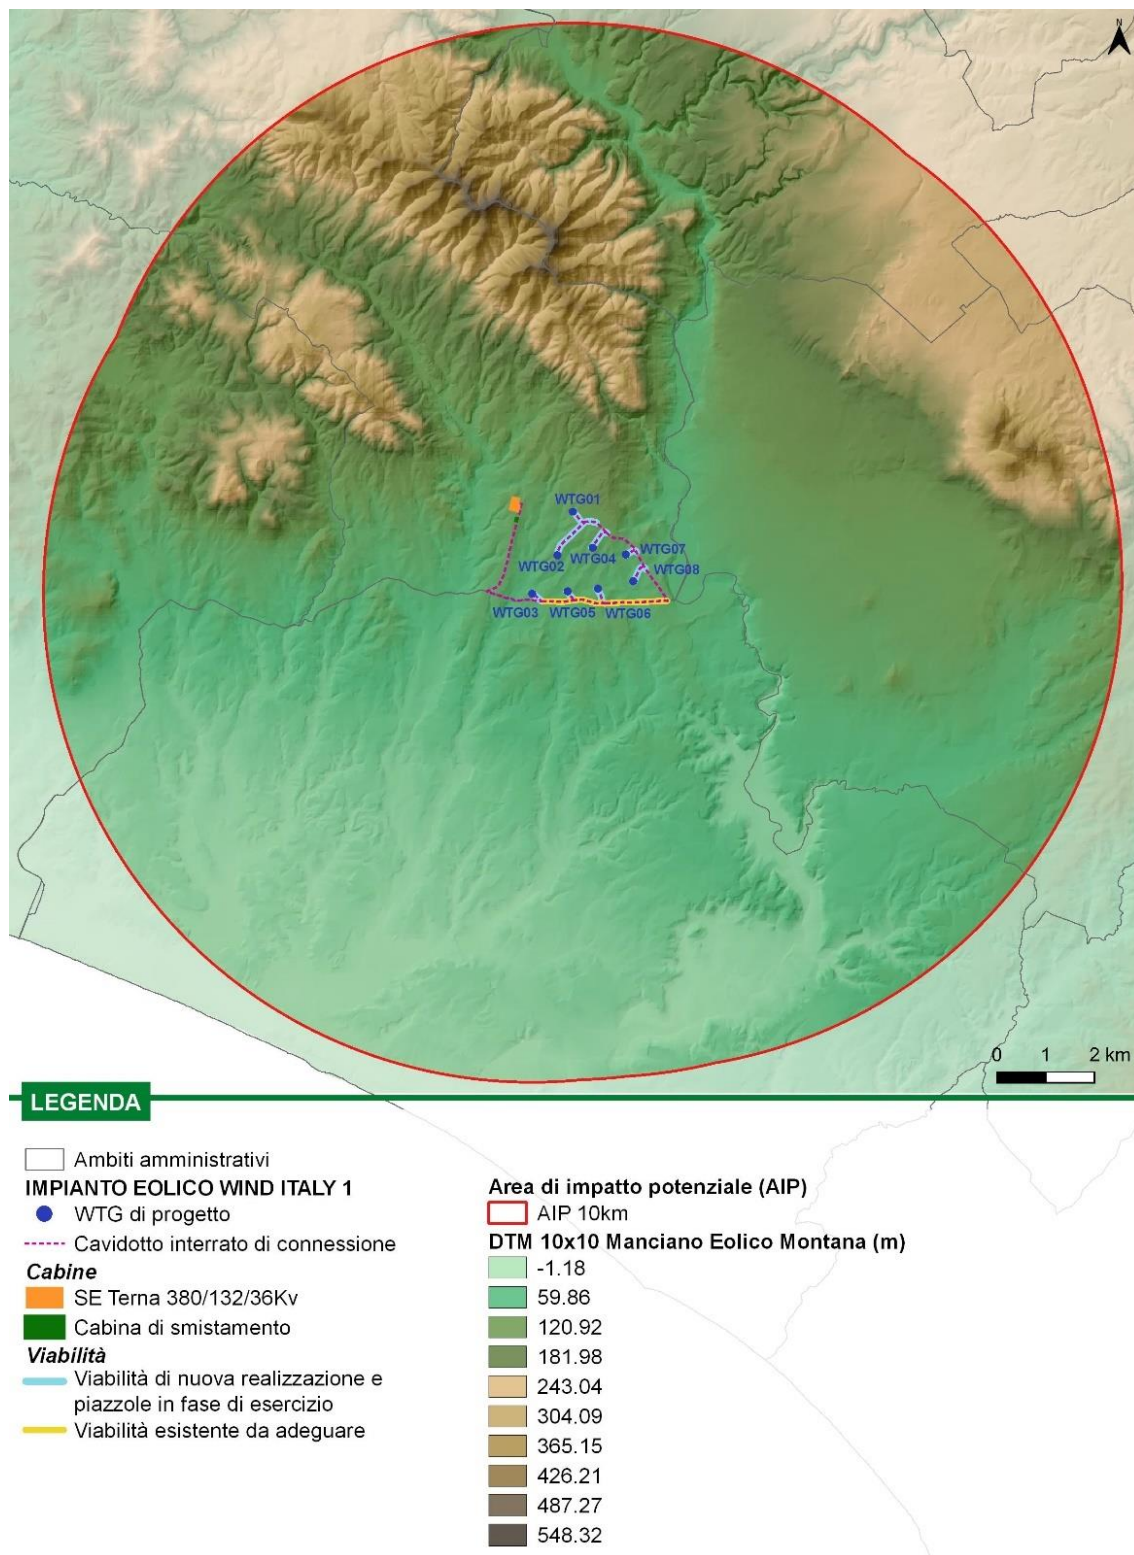 N
WTG01
WTG07
WTG02
WTG04
WTG08
WTG03
WTG05
WTG06
0 1 2 km
LEGENDA
Ambiti amministrativi
IMPIANTO EOLICO WIND ITALY 1
WTG di progetto
Cavidotto interrato di connessione
Cabine
SE Terna 380/132/36Kv
Cabina di smistamento
Viabilità
Viabilità di nuova realizzazione e
piazzole in fase di esercizio
Viabilità esistente da adeguare
Area di impatto potenziale (AIP)
AIP 10km
DTM 10x10 Manciano Eolico Montana (m)
-1.18
59.86
120.92
181.98
243.04
304.09
365.15
426.21
487.27
548.32